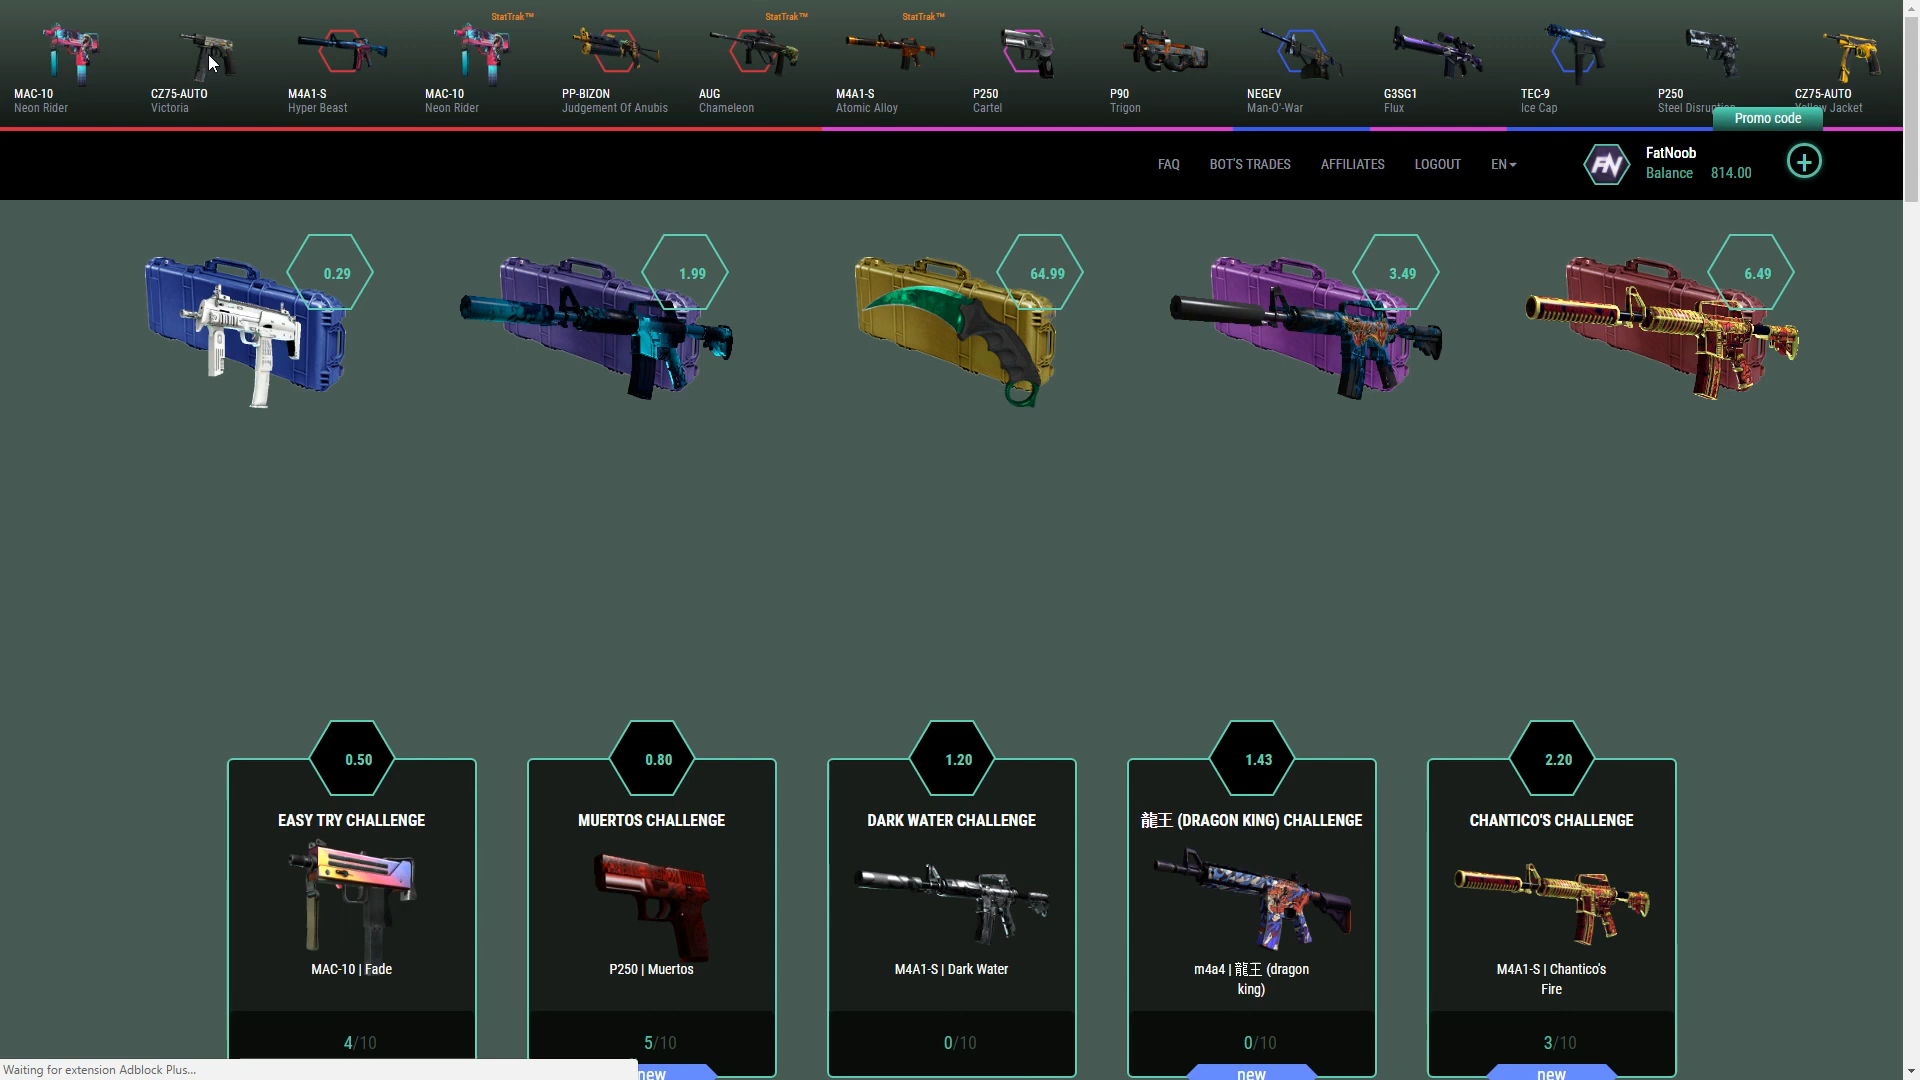 StatTrak™
StatTrak™
StatTrak™
MAC-10
Neon Rider
CZ75-AUTO
Victoria
M4A1-S
Hyper Beast
MAC-10
Neon Rider
PP-BIZON
Judgement Of Anubis
AUG
Chameleon
M4A1-S
Atomic Alloy
P250
Cartel
P90
Trigon
NEGEV
Man-O'-War
G3SG1
Flux
TEC-9
Ice Cap
P250
Steel Disruption
CZ75-AUTO
Yellow Jacket
Promo code
FAQ
BOT'S TRADES
AFFILIATES
LOGOUT
EN
FN
FatNoob
Balance 814.00
0.29
1.99
64.99
3.49
6.49
0.50
EASY TRY CHALLENGE
MAC-10 | Fade
4/10
0.80
MUERTOS CHALLENGE
P250 | Muertos
5/10
new
1.20
DARK WATER CHALLENGE
M4A1-S | Dark Water
0/10
1.43
龍王 (DRAGON KING) CHALLENGE
m4a4 | 龍王 (dragon
king)
0/10
new
2.20
CHANTICO'S CHALLENGE
M4A1-S | Chantico's
Fire
3/10
new
Waiting for extension Adblock Plus...